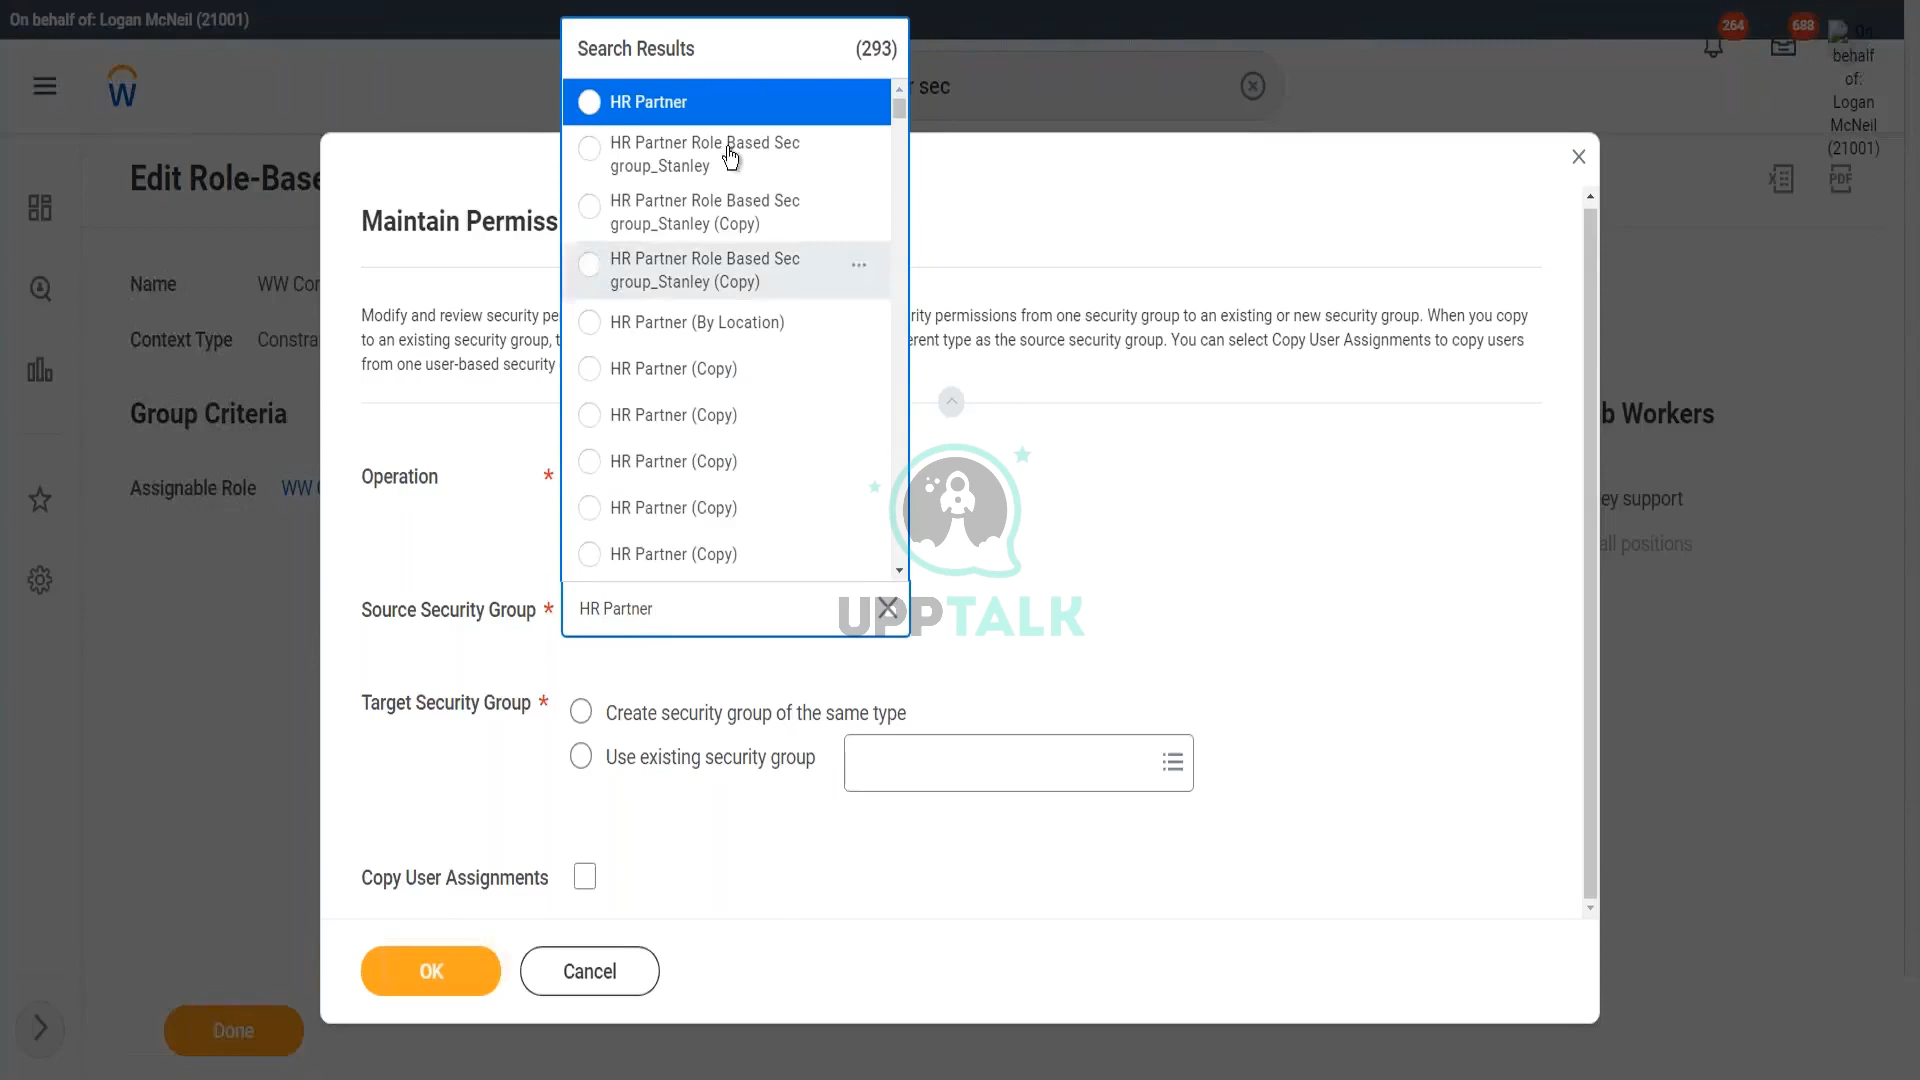 On behalf of: Logan McNeil (21001)
264
688
On
behalf
of:
Logan
McNeil
(21001)
W
r sec
Search Results (293)
HR Partner
HR Partner Role Based Sec
group_Stanley
HR Partner Role Based Sec
group_Stanley (Copy)
HR Partner Role Based Sec
group_Stanley (Copy)
HR Partner (By Location)
HR Partner (Copy)
HR Partner (Copy)
HR Partner (Copy)
HR Partner (Copy)
HR Partner (Copy)
Edit Role-Base
PDF
Maintain Permiss
Name WW Con
Context Type Constra
Modify and review security pe rity permissions from one security group to an existing or new security group. When you copy
to an existing security group, t erent type as the source security group. You can select Copy User Assignments to copy users
from one user-based security
Group Criteria
b Workers
Assignable Role WW
ey support
all positions
Operation *
Source Security Group * HR Partner
UPPTALK
Target Security Group *
Create security group of the same type
Use existing security group
Copy User Assignments
OK
Cancel
Done